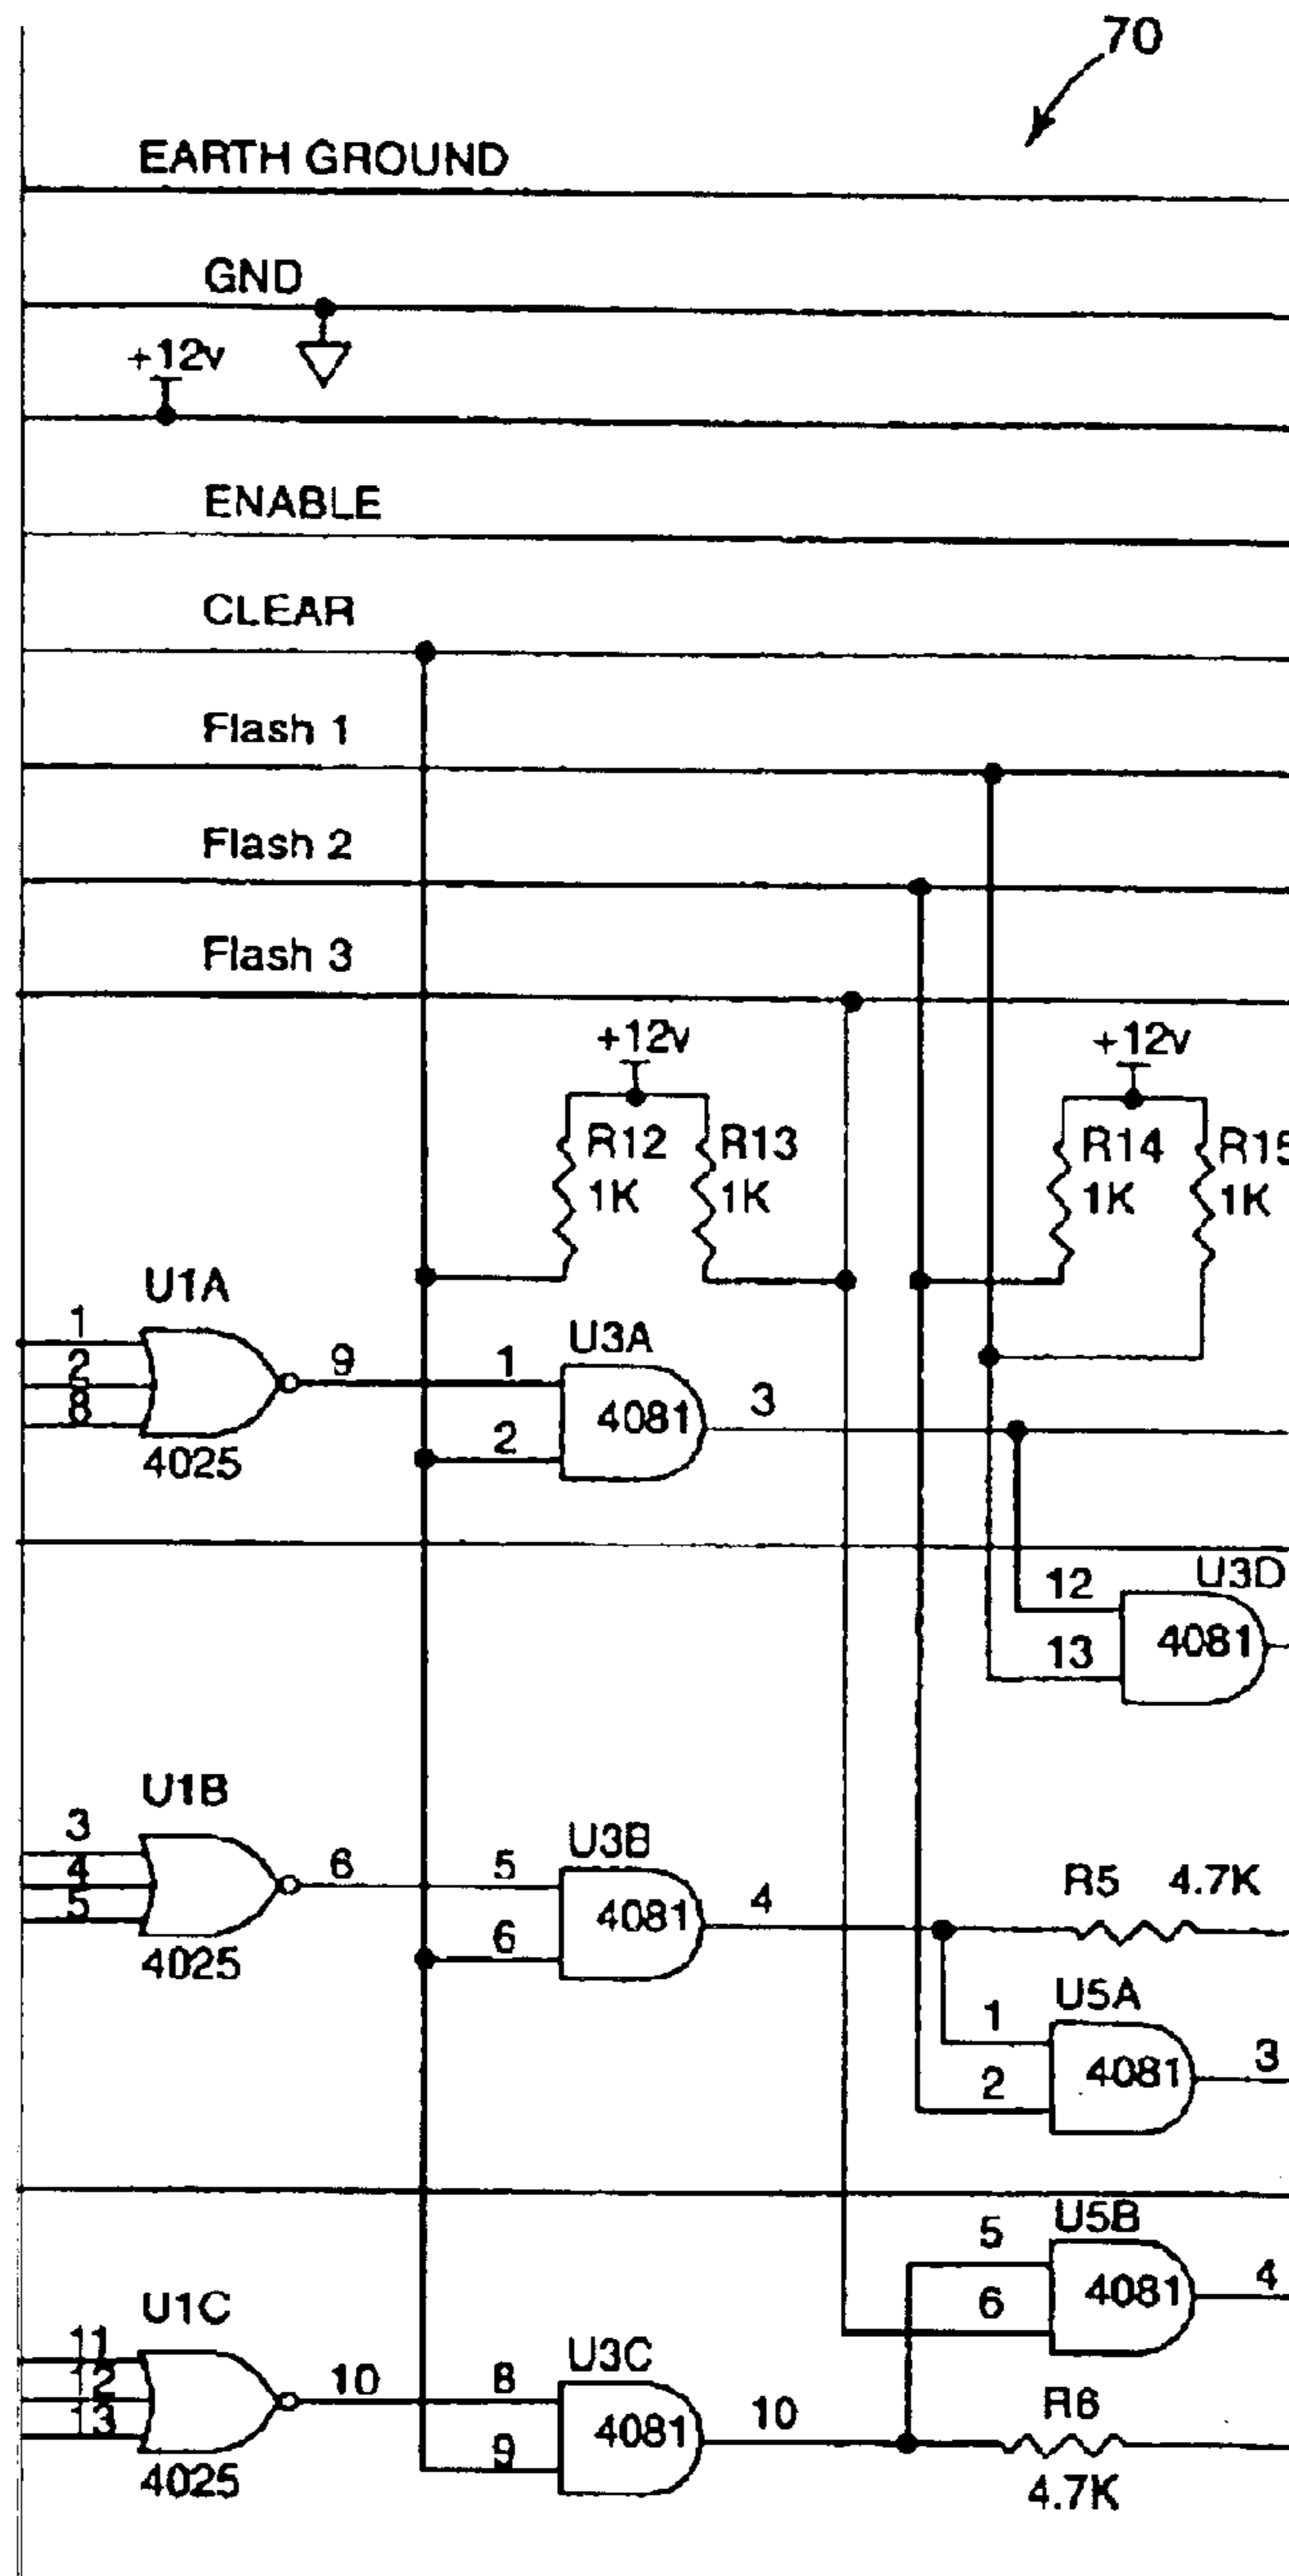 70
EARTH GROUND
GND
+12v
ENABLE
CLEAR
Flash 1
Flash 2
Flash 3
+12v
+12v
R12
1K
R13
1K
R14
1K
R15
1K
U1A
1
2
8
4025
9
U3A
1
2
4081
3
U3D
12
13
4081
U1B
3
4
5
4025
6
U3B
5
6
4081
4
R5 4.7K
U5A
1
2
4081
3
U5B
5
6
4081
4
U1C
11
12
13
4025
10
U3C
8
9
4081
10
R6
4.7K